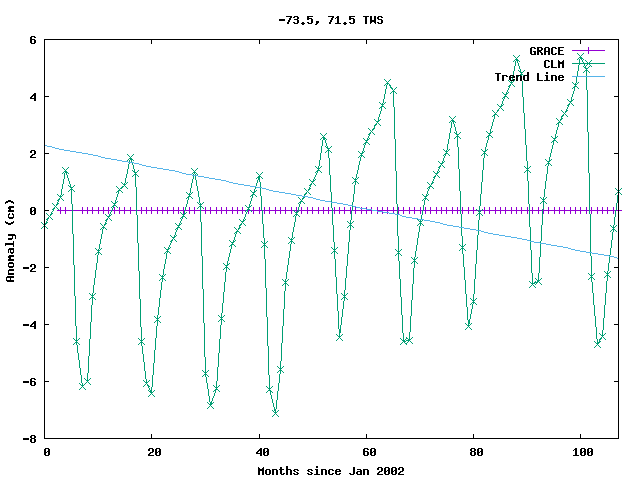 -73.5, 71.5 TWS
GRACE
CLM
Trend Line
6
4
2
0
-2
-4
-6
-8
Anomaly (cm)
0 20 40 60 80 100
Months since Jan 2002